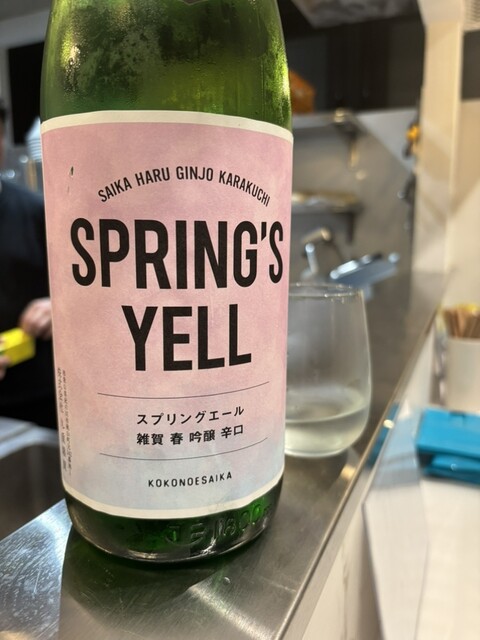 SAIKA HARU GINJO KARAKUCHI
SPRING'S
YELL
スプリングエール
雑賀 春 吟醸 辛口
KOKONOESAIKA